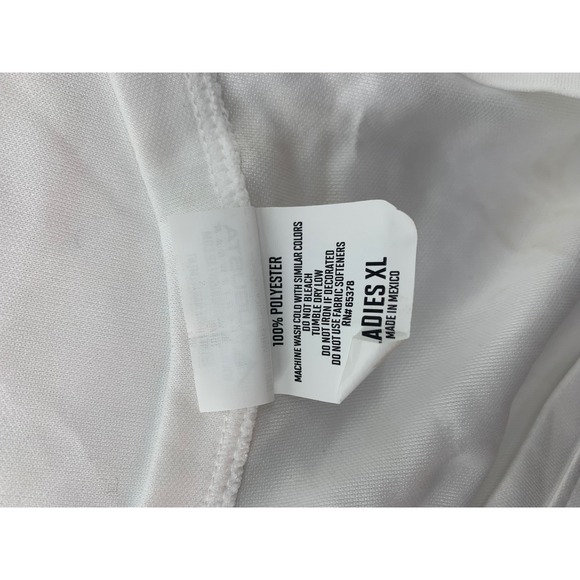 100% POLYESTER
MACHINE WASH COLD WITH SIMILAR COLORS
DO NOT BLEACH
TUMBLE DRY LOW
DO NOT IRON IF DECORATED
DO NOT USE FABRIC SOFTENERS
RN# 65378
ADIES XL
MADE IN MEXICO